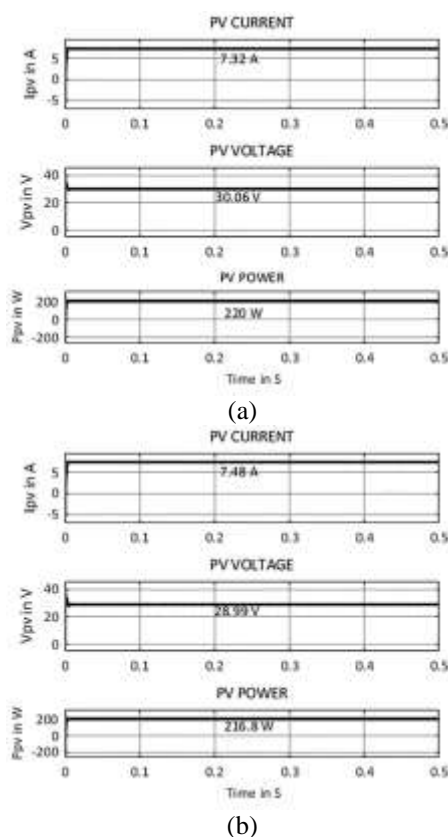 PV CURRENT
Ipv in A
5
0
-5
7.32 A
0 0.1 0.2 0.3 0.4 0.5
PV VOLTAGE
Vpv in V
40
20
0
30.06 V
0 0.1 0.2 0.3 0.4 0.5
PV POWER
Ppv in W
200
0
-200
220 W
0 0.1 0.2 0.3 0.4 0.5
Time in S
(a)
PV CURRENT
Ipv in A
5
0
-5
7.48 A
0 0.1 0.2 0.3 0.4 0.5
PV VOLTAGE
Vpv in V
40
20
0
28.99 V
0 0.1 0.2 0.3 0.4 0.5
PV POWER
Ppv in W
200
0
-200
216.8 W
0 0.1 0.2 0.3 0.4 0.5
Time in S
(b)